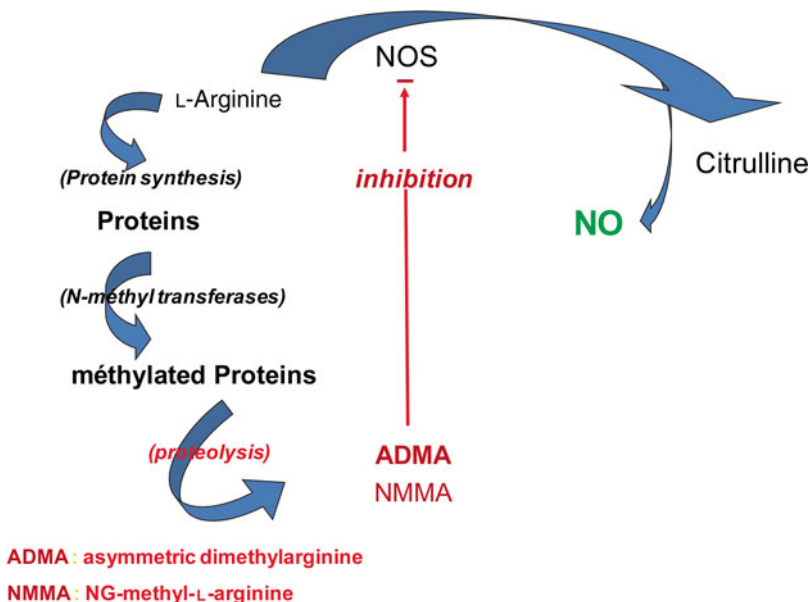 NOS
L-Arginine
Citrulline
(Protein synthesis)
inhibition
Proteins
NO
(N-méthyl transferases)
méthylated Proteins
(proteolysis)
ADMA
NMMA
ADMA : asymmetric dimethylarginine
NMMA : NG-methyl-L-arginine